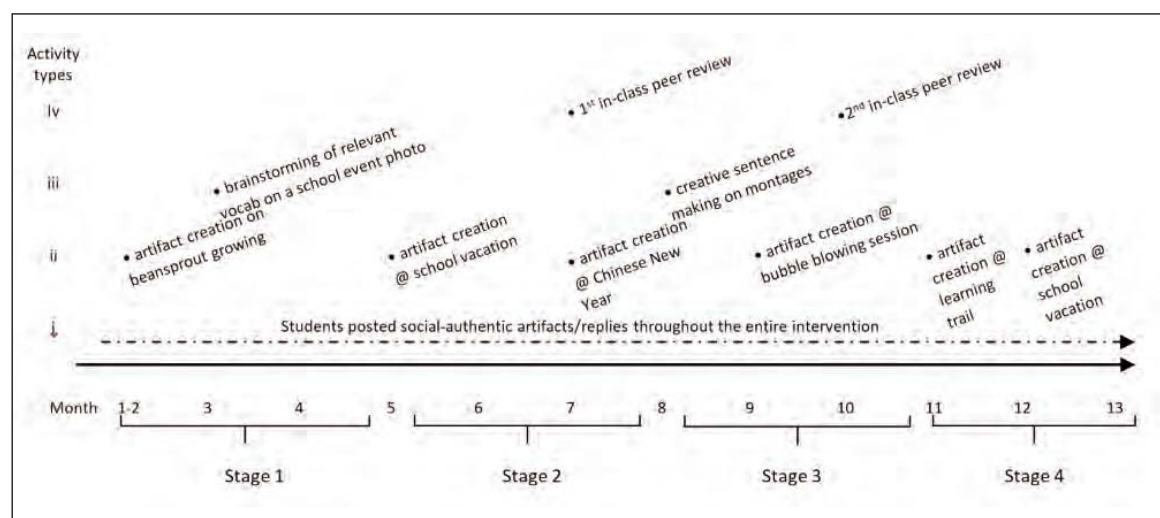 Activity
types
Iv
1st in-class peer review
2nd in-class peer review
iii
brainstorming of relevant
vocab on a school event photo
creative sentence
making on montages
ii
artifact creation on
beansprout growing
artifact creation
@ school vacation
artifact creation
@ Chinese New
Year
artifact creation @
bubble blowing session
artifact
creation @
learning
trail
artifact
creation @
school
vacation
i
Students posted social-authentic artifacts/replies throughout the entire intervention
Month 1-2 3 4 5 6 7 8 9 10 11 12 13
Stage 1 Stage 2 Stage 3 Stage 4